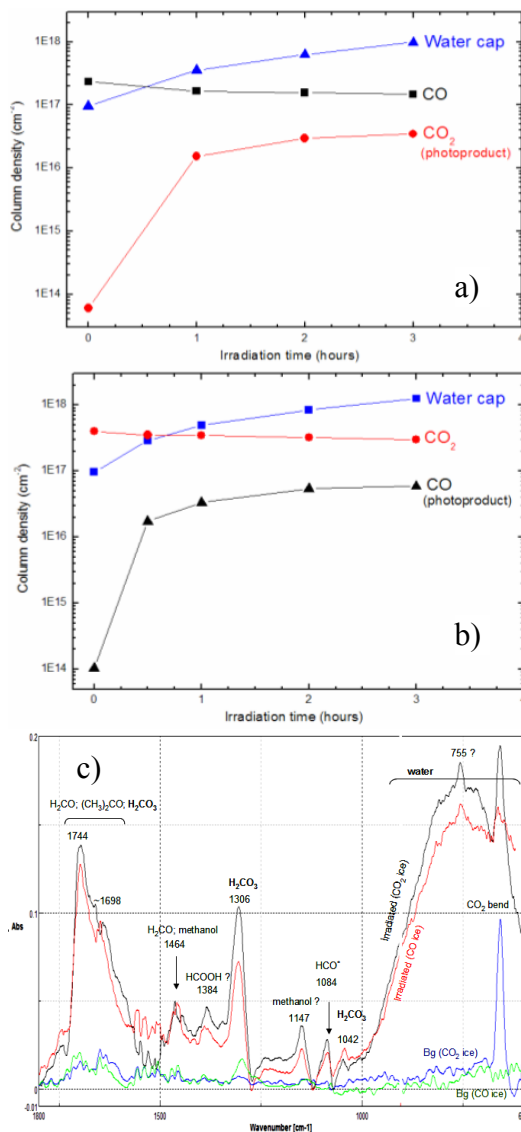 a)
Column density (cm⁻²)
1E18
1E17
1E16
1E15
1E14
Water cap
CO
CO₂
(photoproduct)
0 1 2 3 4
Irradiation time (hours)
b)
Column density (cm⁻²)
1E18
1E17
1E16
1E15
1E14
Water cap
CO₂
CO
(photoproduct)
0 1 2 3 4
Irradiation time (hours)
c)
Abs
0.2
0.1
0
-0.01
H₂CO; (CH₃)₂CO; H₂CO₃
1744
~1698
H₂CO; methanol
1464
HCOOH ?
1384
H₂CO₃
1306
methanol ?
1147
HCO⁺
1084
H₂CO₃
1042
755 ?
water
Irradiated (CO₂ ice)
Irradiated (CO ice)
CO₂ bend
Bg (CO₂ ice)
Bg (CO ice)
1800 1500 1000
Wavenumber [cm-1]